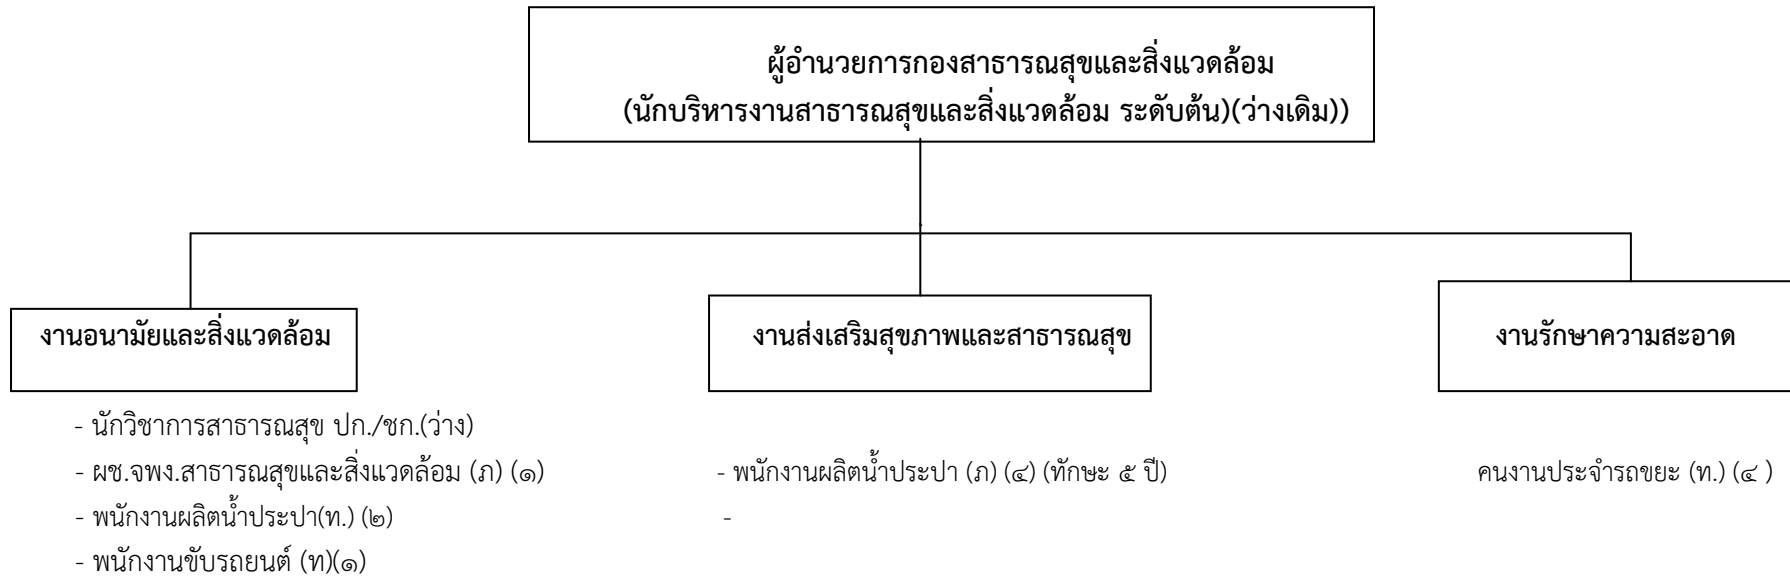 ผู้อำนวยการกองสาธารณสุขและสิ่งแวดล้อม
(นักบริหารงานสาธารณสุขและสิ่งแวดล้อม ระดับต้น)(ว่างเดิม))
งานอนามัยและสิ่งแวดล้อม
- นักวิชาการสาธารณสุข ปก./ชก.(ว่าง)
- ผช.จพง.สาธารณสุขและสิ่งแวดล้อม (ภ) (๑)
- พนักงานผลิตน้ำประปา(ท.) (๒)
- พนักงานขับรถยนต์ (ท)(๑)
งานส่งเสริมสุขภาพและสาธารณสุข
- พนักงานผลิตน้ำประปา (ภ) (๔) (ทักษะ ๕ ปี)
-
งานรักษาความสะอาด
คนงานประจำรถขยะ (ท.) (๔ )